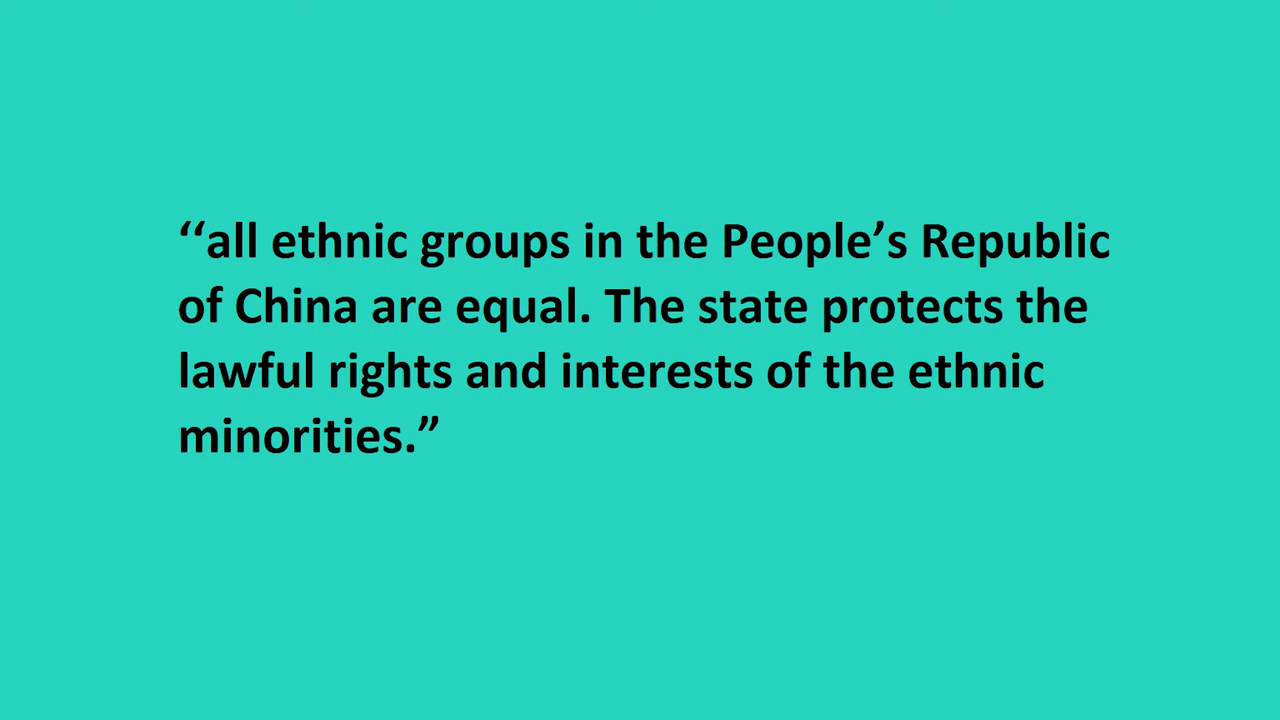 ‘‘all ethnic groups in the People’s Republic
of China are equal. The state protects the
lawful rights and interests of the ethnic
minorities.”